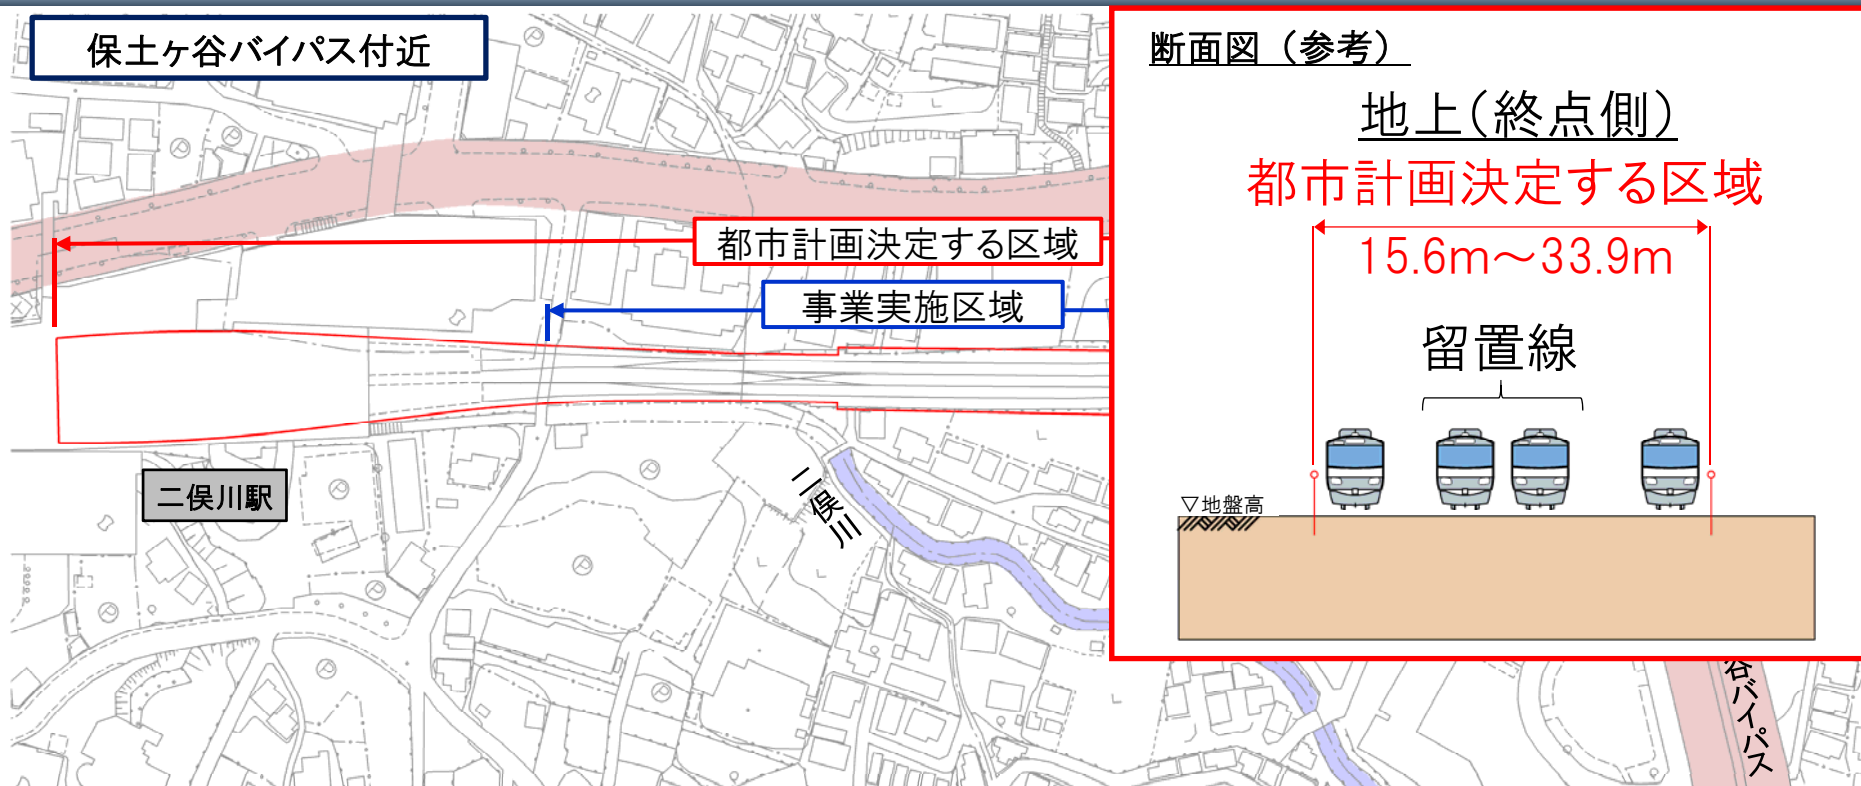 保土ヶ谷バイパス付近
都市計画決定する区域
事業実施区域
二俣川駅
二俣川
断面図（参考）
地上（終点側）
都市計画決定する区域
15.6m～33.9m
留置線
▽地盤高
谷バイパス